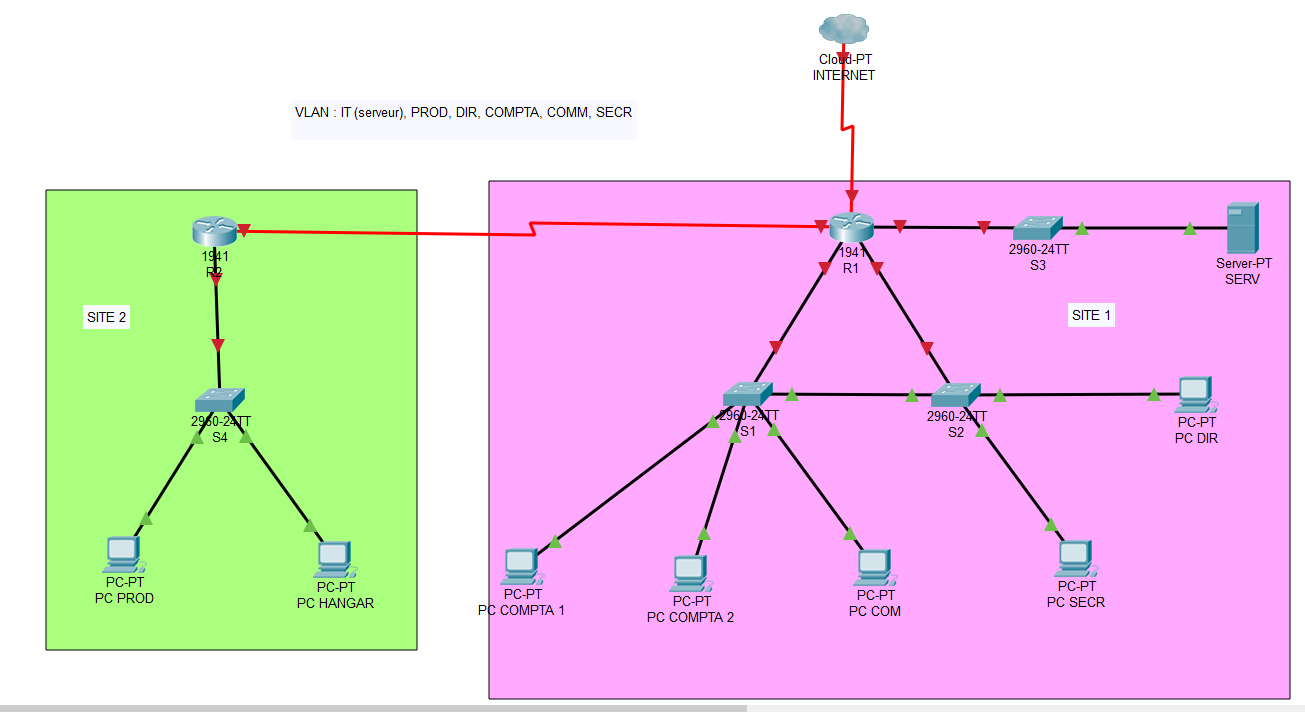 Cloud-PT
INTERNET
VLAN : IT (serveur), PROD, DIR, COMPTA, COMM, SECR
1941
R2
1941
R1
2960-24TT
S3
Server-PT
SERV
SITE 2
SITE 1
2960-24TT
S4
2960-24TT
S1
2960-24TT
S2
PC-PT
PC DIR
PC-PT
PC PROD
PC-PT
PC HANGAR
PC-PT
PC COMPTA 1
PC-PT
PC COMPTA 2
PC-PT
PC COM
PC-PT
PC SECR